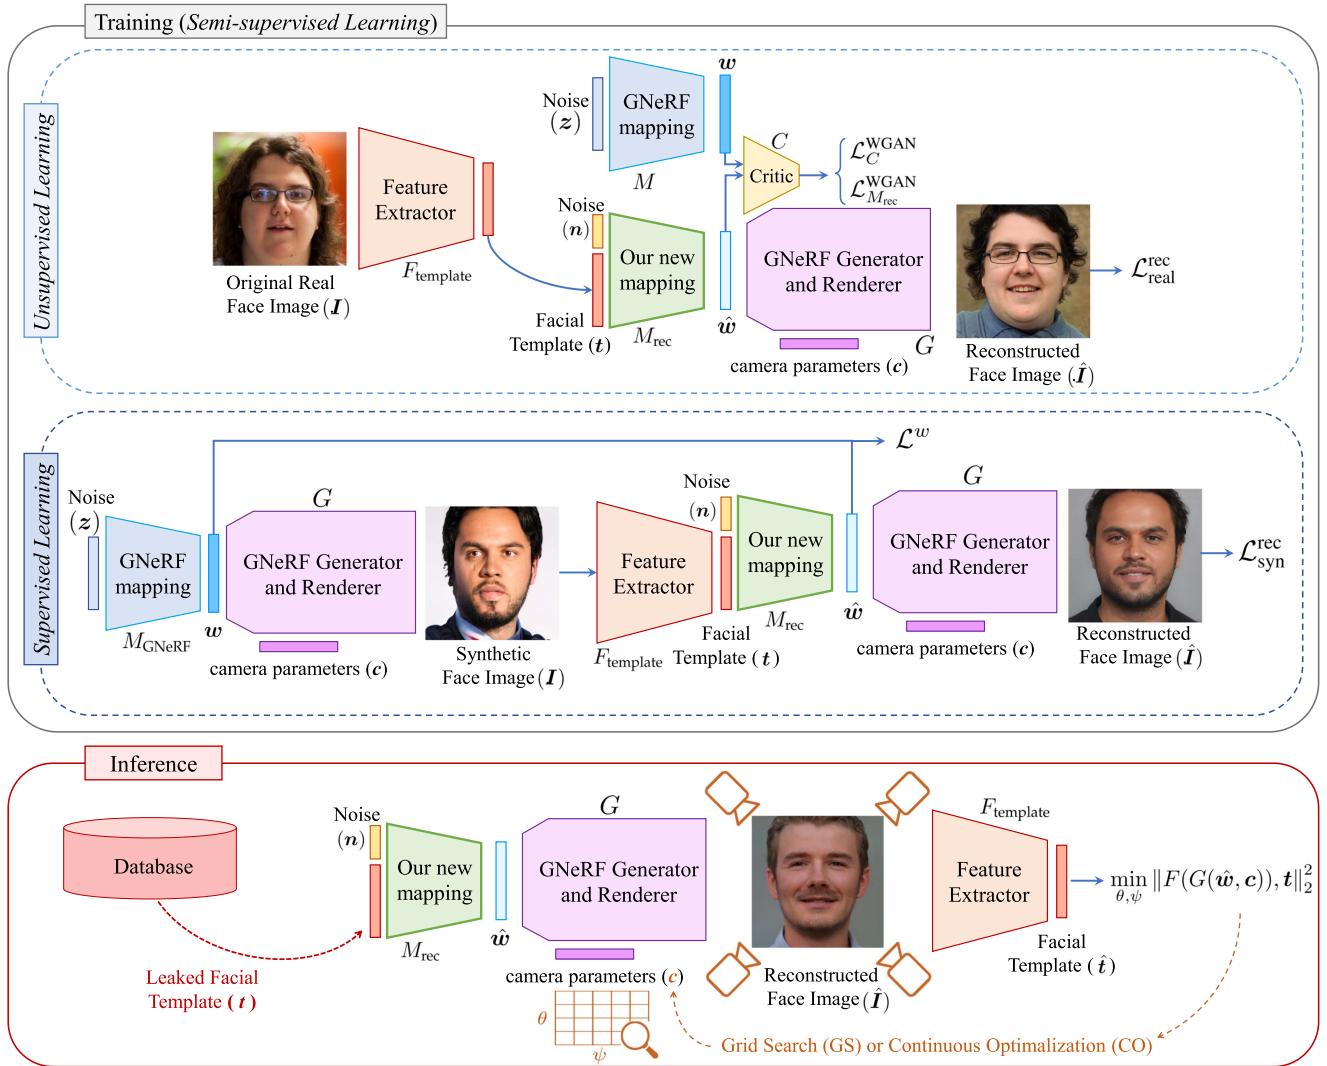 Training (Semi-supervised Learning)
Unsupervised Learning
Original Real
Face Image (I)
Feature
Extractor
F_template
Noise
(z)
GNeRF
mapping
M
w
Noise
(n)
Facial
Template (t)
Our new
mapping
M_rec
ŵ
C
Critic
ℒ_C^WGAN
ℒ_{M_rec}^WGAN
GNeRF Generator
and Renderer
G
camera parameters (c)
Reconstructed
Face Image (.Î)
ℒ_real^rec
Supervised Learning
Noise
(z)
GNeRF
mapping
M_GNeRF
w
G
GNeRF Generator
and Renderer
camera parameters (c)
Synthetic
Face Image (I)
Feature
Extractor
F_template
Noise
(n)
Facial
Template (t)
Our new
mapping
M_rec
ŵ
ℒ^w
G
GNeRF Generator
and Renderer
camera parameters (c)
Reconstructed
Face Image (Î)
ℒ_syn^rec
Inference
Database
Leaked Facial
Template (t)
Noise
(n)
Our new
mapping
M_rec
ŵ
G
GNeRF Generator
and Renderer
camera parameters (c)
θ
ψ
Reconstructed
Face Image (Î)
F_template
Feature
Extractor
Facial
Template (t̂)
min_{θ,ψ} ‖F(G(ŵ, c)), t‖_2^2
Grid Search (GS) or Continuous Optimalization (CO)